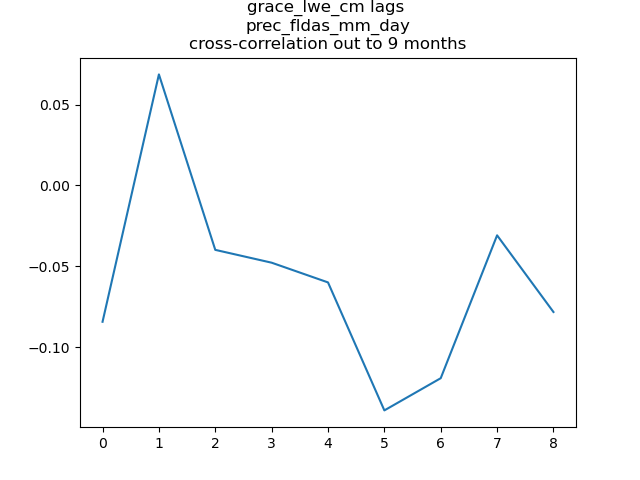 grace_lwe_cm lags
prec_fldas_mm_day
cross-correlation out to 9 months
0.05
0.00
−0.05
−0.10
0 1 2 3 4 5 6 7 8